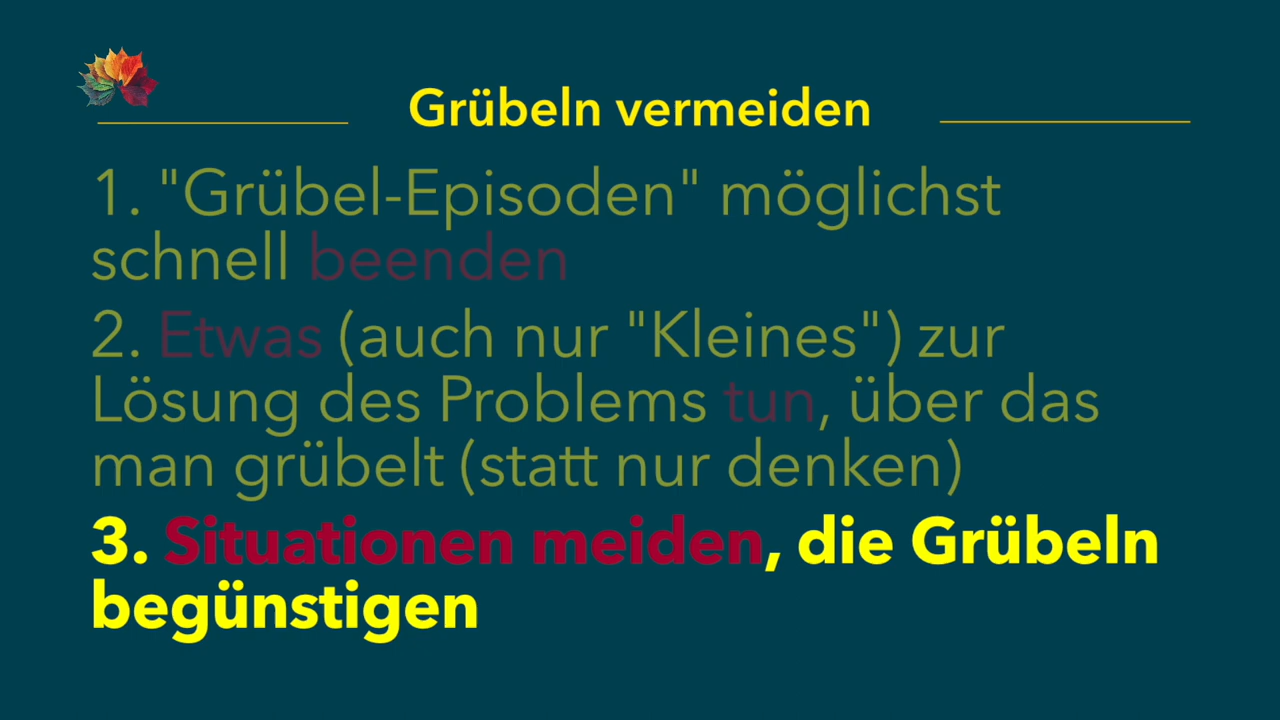 Grübeln vermeiden
1. "Grübel-Episoden" möglichst
schnell beenden
2. Etwas (auch nur "Kleines") zur
Lösung des Problems tun, über das
man grübelt (statt nur denken)
3. Situationen meiden, die Grübeln
begünstigen